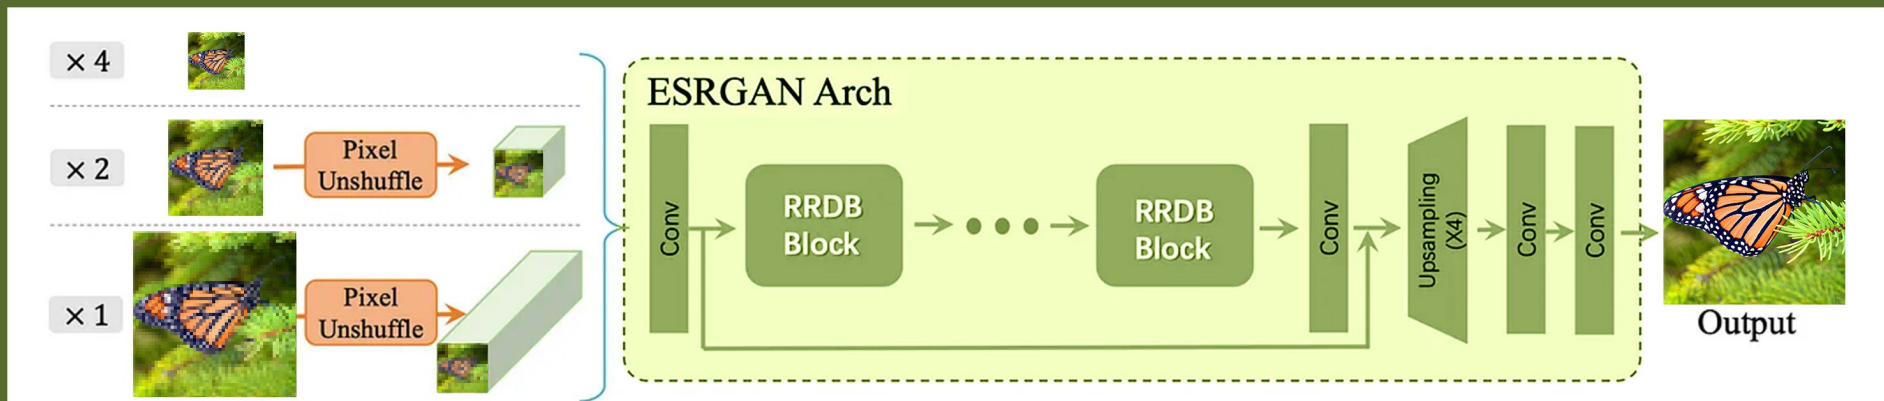 × 4
× 2
Pixel
Unshuffle
× 1
Pixel
Unshuffle
ESRGAN Arch
Conv
RRDB
Block
RRDB
Block
Conv
Upsampling
(X4)
Conv
Conv
Output